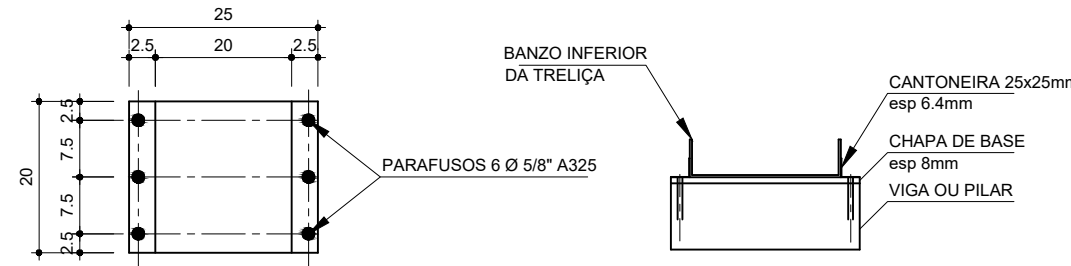 25
2.5 20 2.5
2.5
7.5
20
7.5
2.5
PARAFUSOS 6 Ø 5/8" A325
BANZO INFERIOR
DA TRELIÇA
CANTONEIRA 25x25mm
esp 6.4mm
CHAPA DE BASE
esp 8mm
VIGA OU PILAR